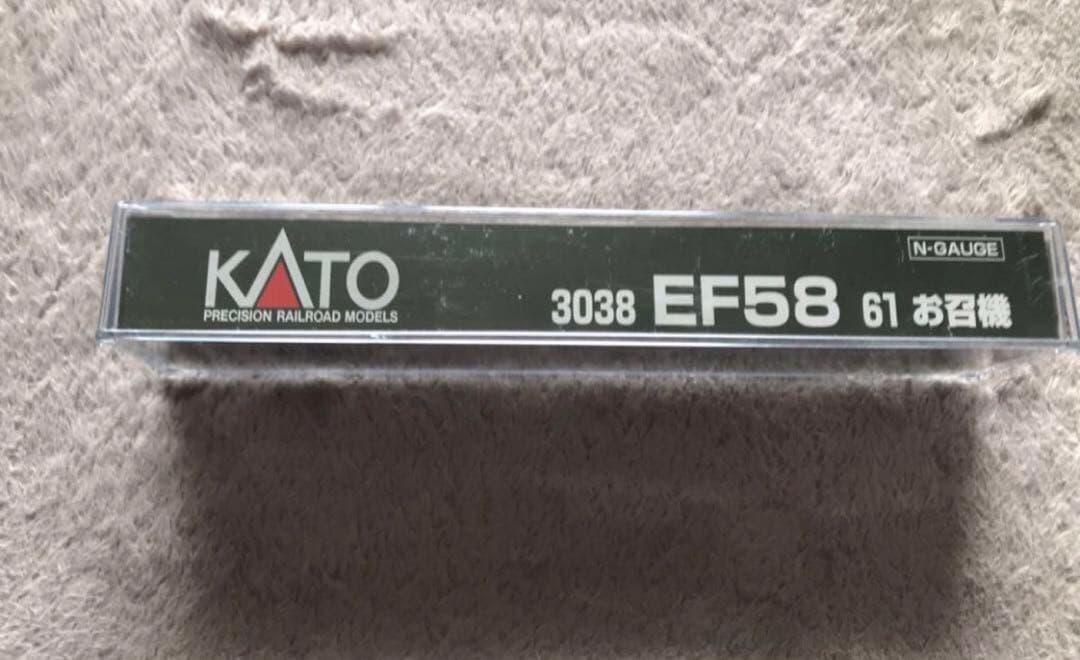 KATO
PRECISION RAILROAD MODELS
N-GAUGE
3038 EF58 61 お召機